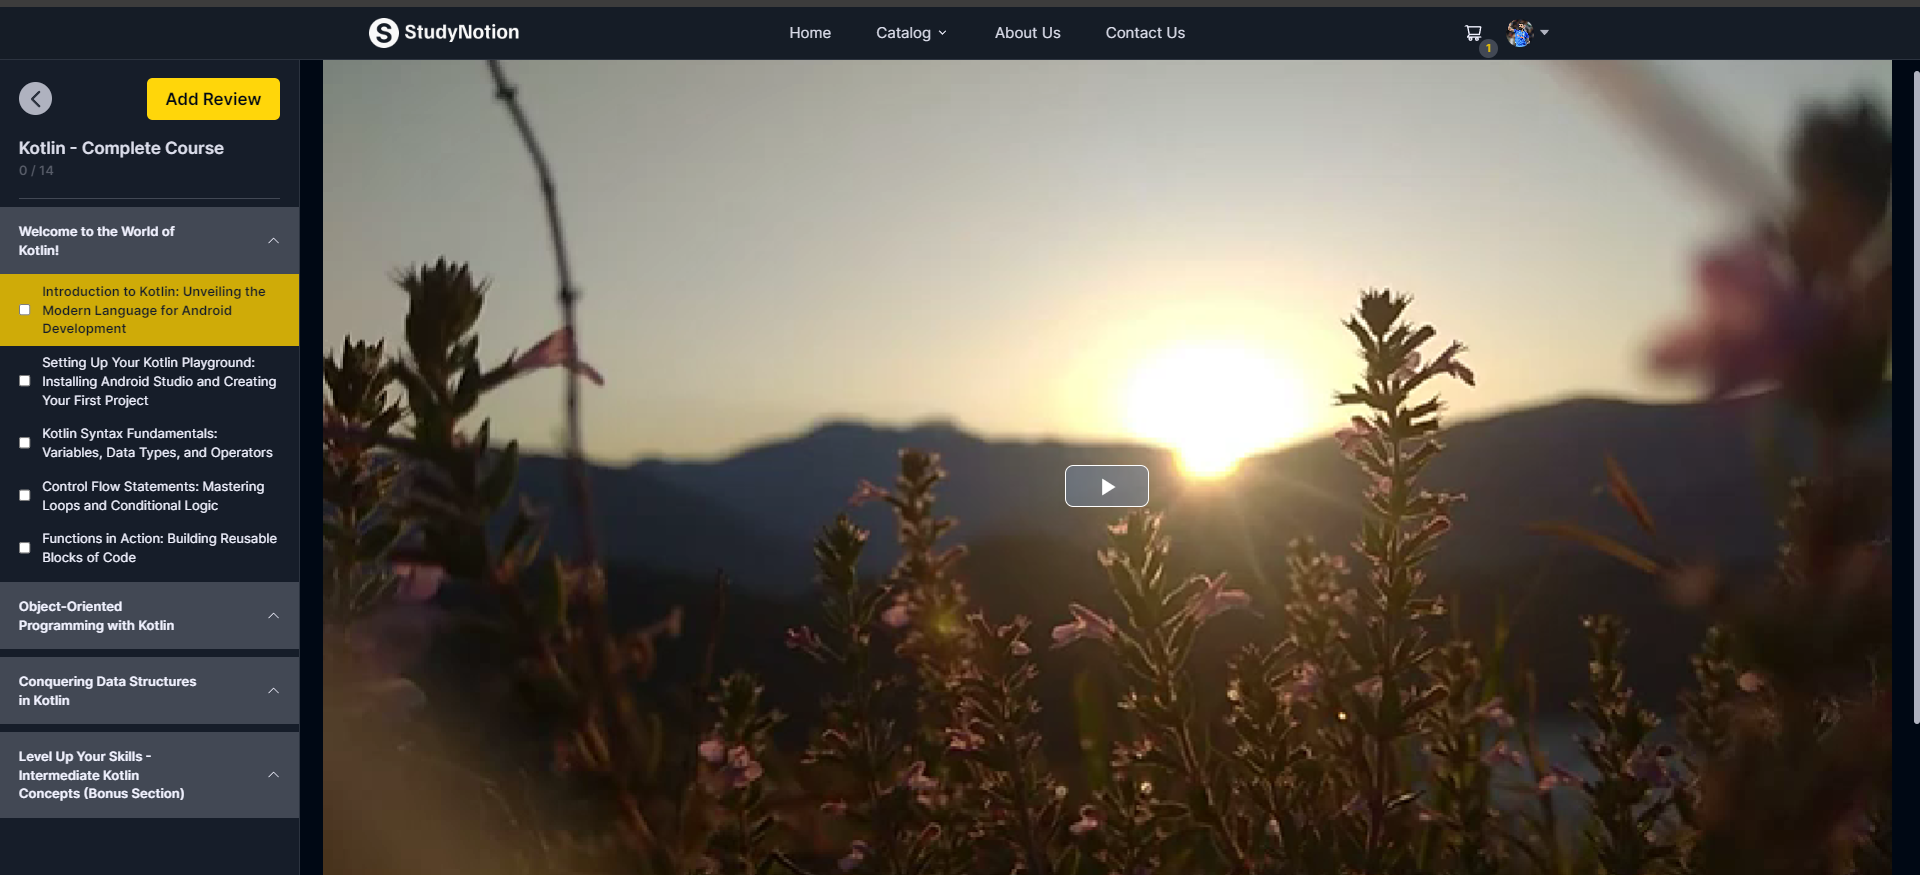 StudyNotion
Home
Catalog
About Us
Contact Us
1
Add Review
Kotlin - Complete Course
0 / 14
Welcome to the World of
Kotlin!
Introduction to Kotlin: Unveiling the
Modern Language for Android
Development
Setting Up Your Kotlin Playground:
Installing Android Studio and Creating
Your First Project
Kotlin Syntax Fundamentals:
Variables, Data Types, and Operators
Control Flow Statements: Mastering
Loops and Conditional Logic
Functions in Action: Building Reusable
Blocks of Code
Object-Oriented
Programming with Kotlin
Conquering Data Structures
in Kotlin
Level Up Your Skills -
Intermediate Kotlin
Concepts (Bonus Section)